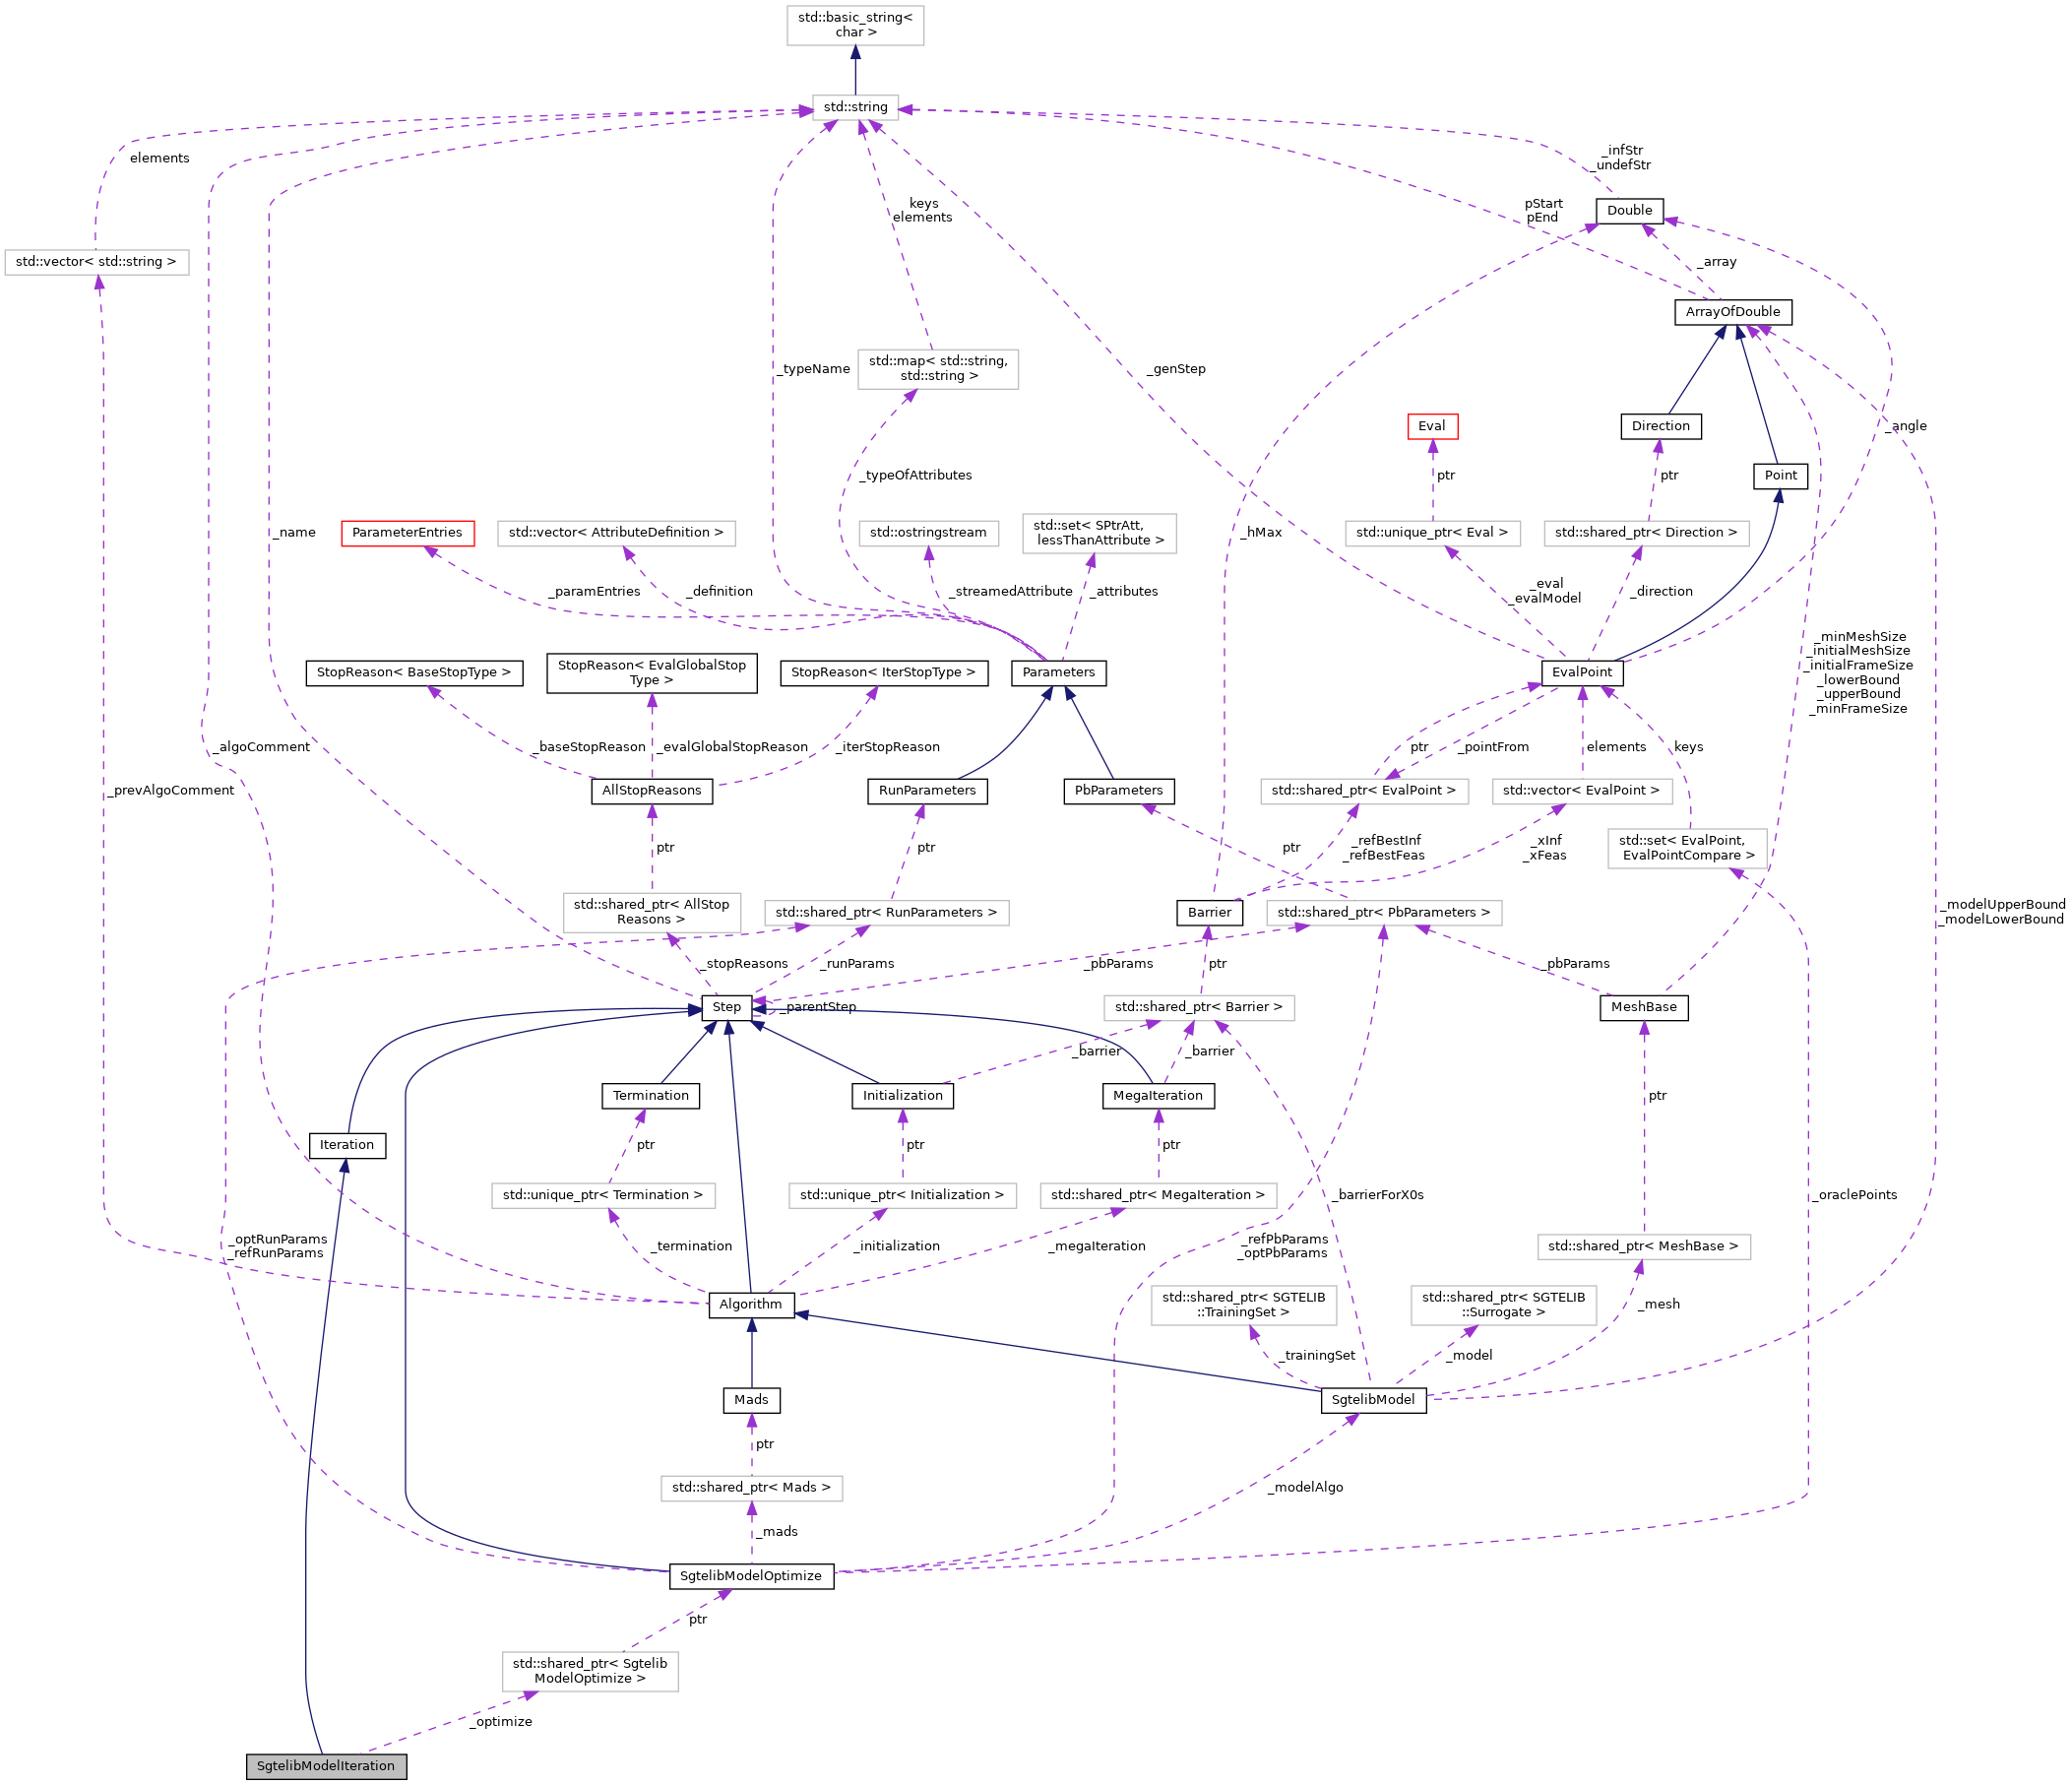 std::basic_string<
char >
std::string
elements
_infStr
_undefStr
keys
elements
pStart
pEnd
Double
std::vector< std::string >
_array
ArrayOfDouble
_typeName
std::map< std::string,
std::string >
_genStep
Eval
Direction
_angle
_typeOfAttributes
ptr
ptr
Point
_name
ParameterEntries
std::vector< AttributeDefinition >
std::ostringstream
std::set< SPtrAtt,
lessThanAttribute >
_hMax
std::unique_ptr< Eval >
std::shared_ptr< Direction >
_paramEntries
_definition
_streamedAttribute
_attributes
_eval
_evalModel
_direction
_minMeshSize
_initialMeshSize
_initialFrameSize
_lowerBound
_upperBound
_minFrameSize
StopReason< BaseStopType >
StopReason< EvalGlobalStop
Type >
StopReason< IterStopType >
Parameters
EvalPoint
_algoComment
_baseStopReason
_evalGlobalStopReason
_iterStopReason
ptr
_pointFrom
elements
keys
_prevAlgoComment
AllStopReasons
RunParameters
PbParameters
std::shared_ptr< EvalPoint >
std::vector< EvalPoint >
ptr
ptr
ptr
_refBestInf
_refBestFeas
_xInf
_xFeas
std::set< EvalPoint,
EvalPointCompare >
std::shared_ptr< AllStop
Reasons >
std::shared_ptr< RunParameters >
Barrier
std::shared_ptr< PbParameters >
_modelUpperBound
_modelLowerBound
_stopReasons
_runParams
_pbParams
ptr
_pbParams
Step
_parentStep
std::shared_ptr< Barrier >
MeshBase
_barrier
_barrier
Termination
Initialization
MegaIteration
ptr
Iteration
ptr
ptr
ptr
std::unique_ptr< Termination >
std::unique_ptr< Initialization >
std::shared_ptr< MegaIteration >
_barrierForX0s
_oraclePoints
_optRunParams
_refRunParams
_termination
_initialization
_megaIteration
_refPbParams
_optPbParams
std::shared_ptr< MeshBase >
Algorithm
std::shared_ptr< SGTELIB
::TrainingSet >
std::shared_ptr< SGTELIB
::Surrogate >
_mesh
_trainingSet
_model
Mads
SgtelibModel
ptr
std::shared_ptr< Mads >
_modelAlgo
_mads
SgtelibModelOptimize
ptr
std::shared_ptr< Sgtelib
ModelOptimize >
_optimize
SgtelibModelIteration